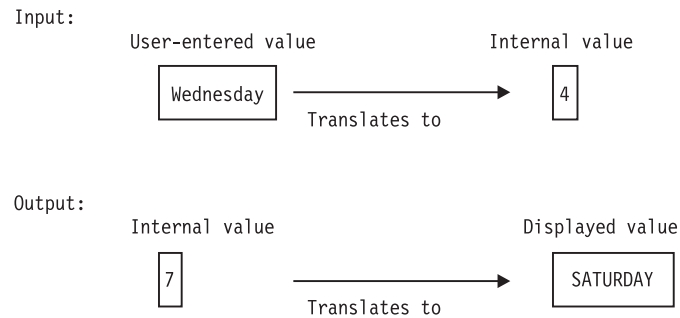 Input:
User-entered value Internal value
Wednesday 4
Translates to
Output:
Internal value Displayed value
7 SATURDAY
Translates to